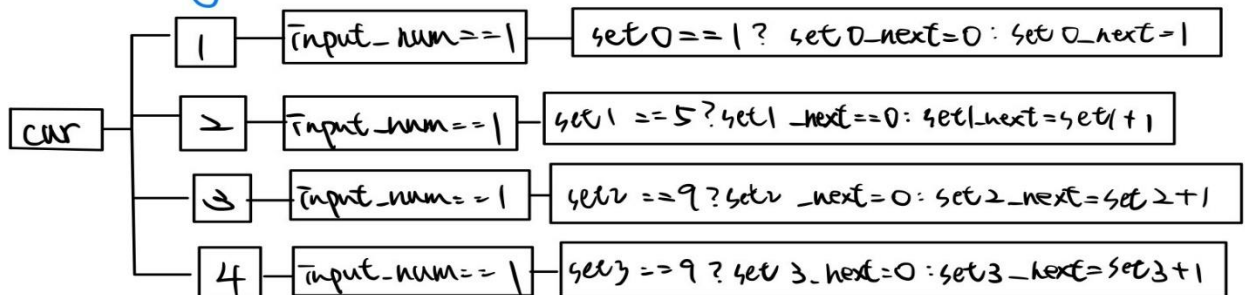 1 input_num==1 set0==1? set0_next=0: set0_next=1
cur 2 input_num==1 set1==5?set1_next==0: set1_next=set1+1
3 input_num==1 set2==9?set2_next=0: set2_next=set2+1
4 input_num==1 set3==9? set3_next=0:set3_next=set3+1